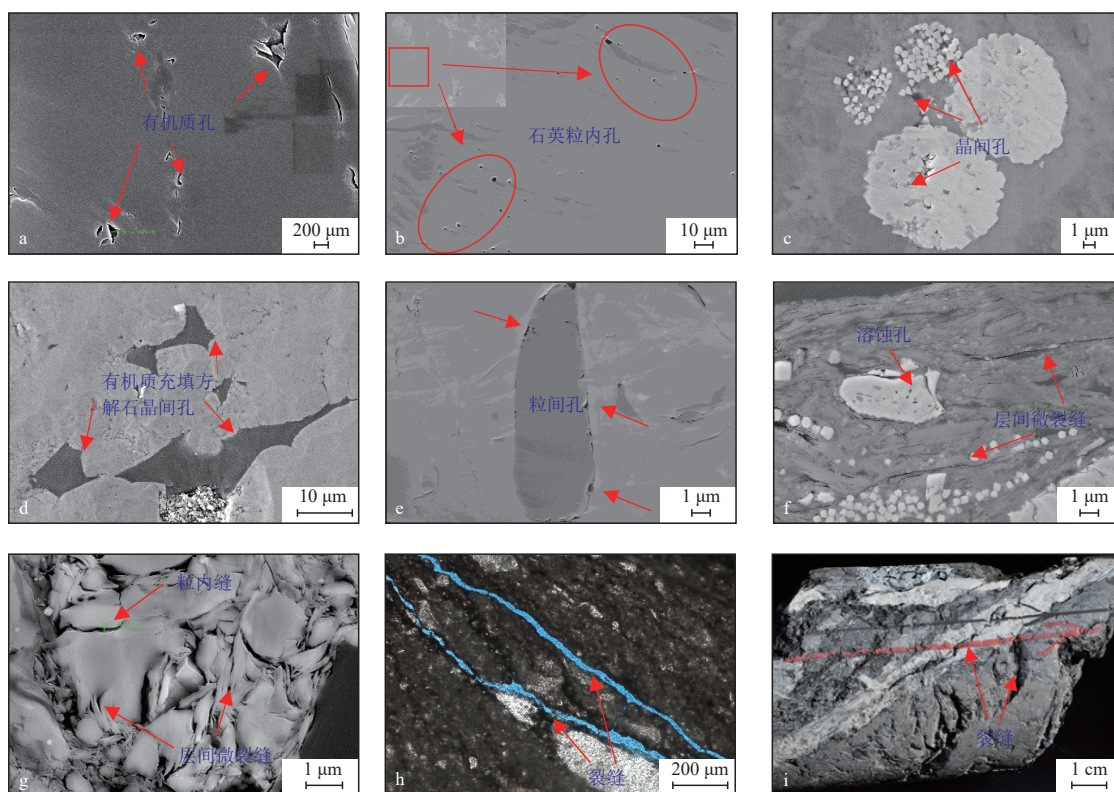 有机质孔
a
200 μm
石英粒内孔
b
10 μm
晶间孔
c
1 μm
有机质充填方
解石晶间孔
d
10 μm
粒间孔
e
1 μm
溶蚀孔
层间微裂缝
f
1 μm
粒内缝
层间微裂缝
g
1 μm
裂缝
h
200 μm
裂缝
i
1 cm